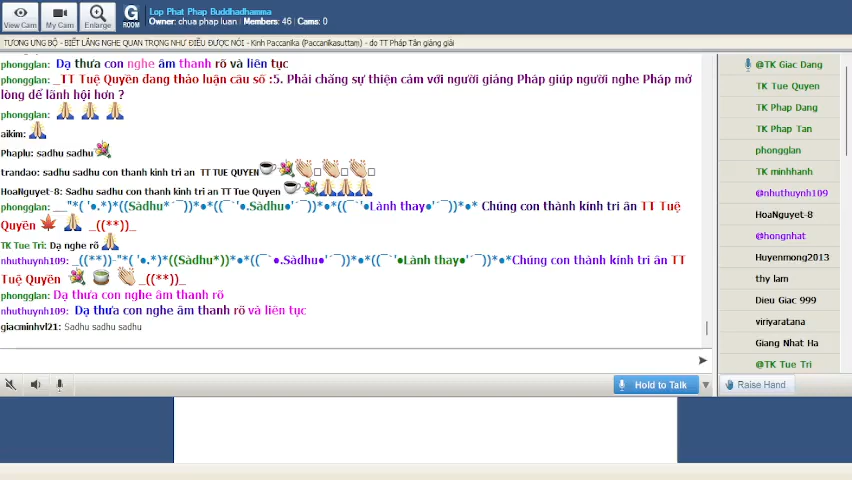 Lop Phat Phap Buddhadhamma
Owner: chua phap luan / Members: 46 / Cams: 0
View Cam
My Cam
Enlarge
G
ROOM
TƯƠNG ƯNG BỘ - BIẾT LẮNG NGHE QUAN TRỌNG NHƯ ĐIỀU ĐƯỢC NÓI - Kinh Paccanika (Paccanikasuttam) - do TT Pháp Tân giảng giải
phongglan: Dạ thưa con nghe âm thanh rõ và liên tục
phongglan: _TT Tuệ Quyền đang thảo luận câu số :5. Phải chăng sự thiện cảm với người giảng Pháp giúp người nghe Pháp mở
lòng để lãnh hội hơn ?
phongglan:
aikim:
Phaplu: sadhu sadhu
trandao: sadhu sadhu con thanh kính tri an TT TUE QUYEN
HoaNguyet-8: Sadhu sadhu con thanh kinh tri an TT Tue Quyen
phongglan: __"*( '●.*)*((Sàdhu*´¯))*●*((¯`'●.Sàdhu●'´¯))*●*((¯`'●Lành thay●'´¯))*●* Chúng con thành kính tri ân TT Tuệ
Quyền _((**))_
TK Tue Tri: Dạ nghe rõ
nhuthuynh109: _((**))-"*( '●.*)*((Sàdhu*))*●*((¯`'●.Sàdhu●'´¯))*●*((¯`'●Lành thay●'´¯))*●*Chúng con thành kính tri ân TT
Tuệ Quyền _((**))_
phongglan: Dạ thưa con nghe âm thanh rõ
nhuthuynh109: Dạ thưa con nghe âm thanh rõ và liên tục
giacminhvl21: Sadhu sadhu sadhu
Hold to Talk
Raise Hand
@TK Giac Dang
TK Tue Quyen
TK Phap Dang
TK Phap Tan
phongglan
TK minhhanh
@nhuthuynh109
HoaNguyet-8
@hongnhat
Huyenmong2013
thy lam
Dieu Giac 999
viriyaratana
Giang Nhat Ha
@TK Tue Tri